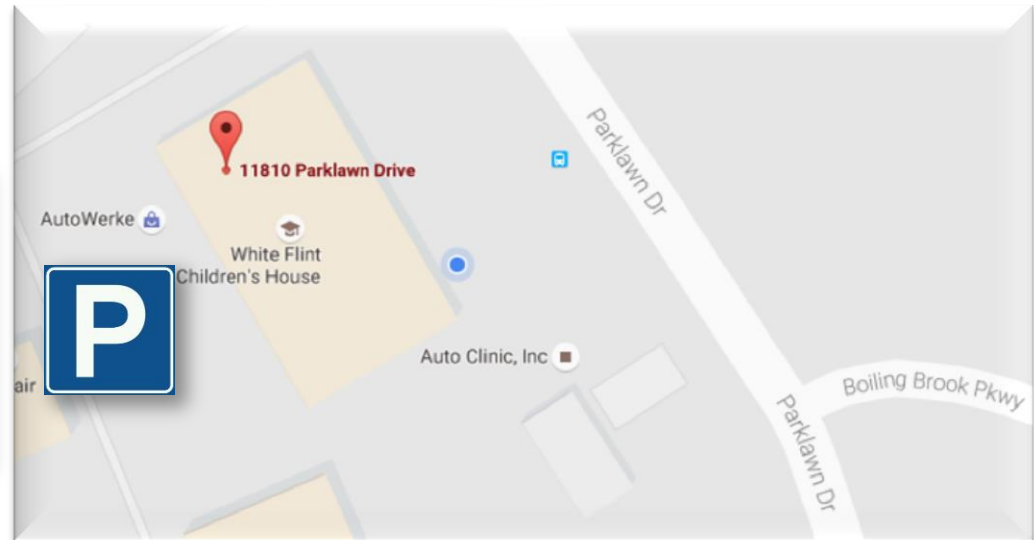 Parklawn Dr
11810 Parklawn Drive
AutoWerke
White Flint
Children's House
P
Auto Clinic, Inc
air
Boiling Brook Pkwy
Parklawn Dr